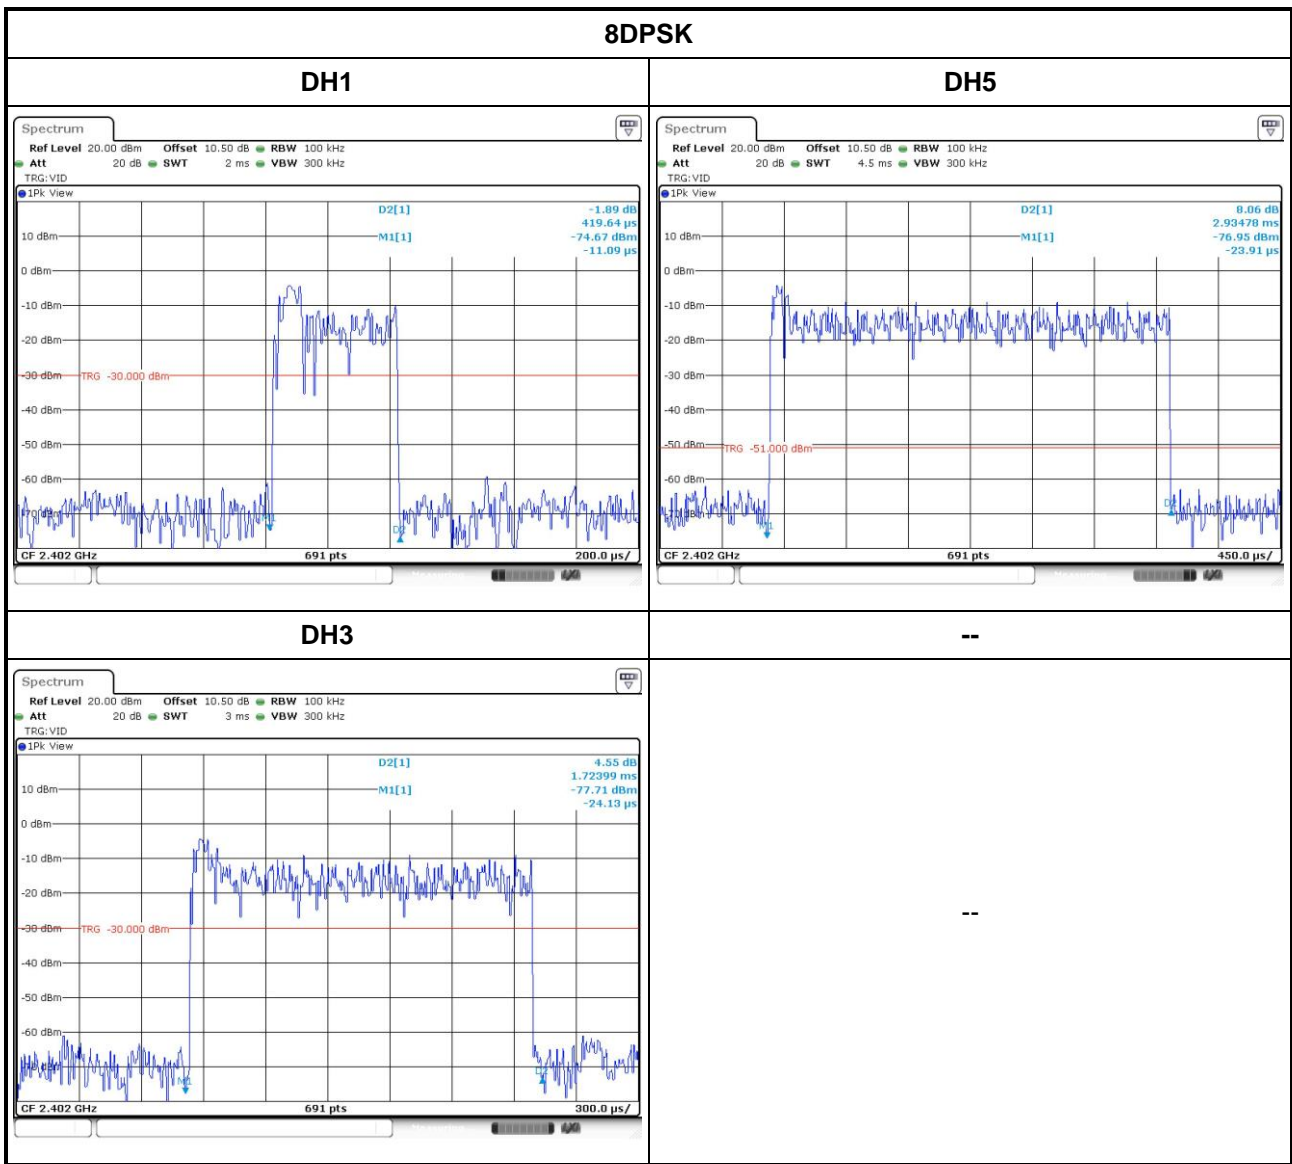 8DPSK
DH1
DH5
Spectrum
Ref Level 20.00 dBm Offset 10.50 dB RBW 100 kHz
Att 20 dB SWT 2 ms VBW 300 kHz
TRG:VID
1Pk View
D2[1] -1.89 dB
419.64 µs
10 dBm M1[1] -74.67 dBm
-11.09 µs
0 dBm
-10 dBm
-20 dBm
-30 dBm TRG -30.000 dBm
-40 dBm
-50 dBm
-60 dBm
-70 dBm
M1
D2
CF 2.402 GHz 691 pts 200.0 µs/
Spectrum
Ref Level 20.00 dBm Offset 10.50 dB RBW 100 kHz
Att 20 dB SWT 4.5 ms VBW 300 kHz
TRG:VID
1Pk View
D2[1] 8.06 dB
2.93478 ms
10 dBm M1[1] -76.95 dBm
-23.91 µs
0 dBm
-10 dBm
-20 dBm
-30 dBm
-40 dBm
-50 dBm TRG -51.000 dBm
-60 dBm
-70 dBm
D2
M1
CF 2.402 GHz 691 pts 450.0 µs/
DH3
--
Spectrum
Ref Level 20.00 dBm Offset 10.50 dB RBW 100 kHz
Att 20 dB SWT 3 ms VBW 300 kHz
TRG:VID
1Pk View
D2[1] 4.55 dB
1.72399 ms
10 dBm M1[1] -77.71 dBm
-24.13 µs
0 dBm
-10 dBm
-20 dBm
-30 dBm TRG -30.000 dBm
-40 dBm
-50 dBm
-60 dBm
M1
D2
CF 2.402 GHz 691 pts 300.0 µs/
--